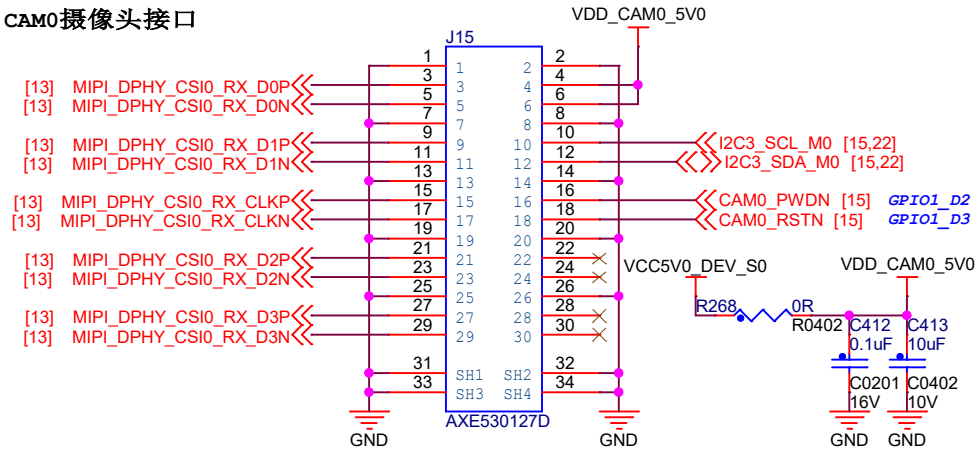 CAM0摄像头接口
VDD_CAM0_5V0
J15
1 1 2 2
[13] MIPI_DPHY_CSI0_RX_D0P 3 3 4 4
[13] MIPI_DPHY_CSI0_RX_D0N 5 5 6 6
7 7 8 8
[13] MIPI_DPHY_CSI0_RX_D1P 9 9 10 10 I2C3_SCL_M0 [15,22]
[13] MIPI_DPHY_CSI0_RX_D1N 11 11 12 12 I2C3_SDA_M0 [15,22]
13 13 14 14
[13] MIPI_DPHY_CSI0_RX_CLKP 15 15 16 16 CAM0_PWDN [15] GPIO1_D2
[13] MIPI_DPHY_CSI0_RX_CLKN 17 17 18 18 CAM0_RSTN [15] GPIO1_D3
19 19 20 20
[13] MIPI_DPHY_CSI0_RX_D2P 21 21 22 22
[13] MIPI_DPHY_CSI0_RX_D2N 23 23 24 24
25 25 26 26
[13] MIPI_DPHY_CSI0_RX_D3P 27 27 28 28
[13] MIPI_DPHY_CSI0_RX_D3N 29 29 30 30
31 SH1 SH2 32
33 SH3 SH4 34
AXE530127D
GND GND
VCC5V0_DEV_S0 VDD_CAM0_5V0
R268 0R
R0402
C412 C413
0.1uF 10uF
C0201 C0402
16V 10V
GND GND